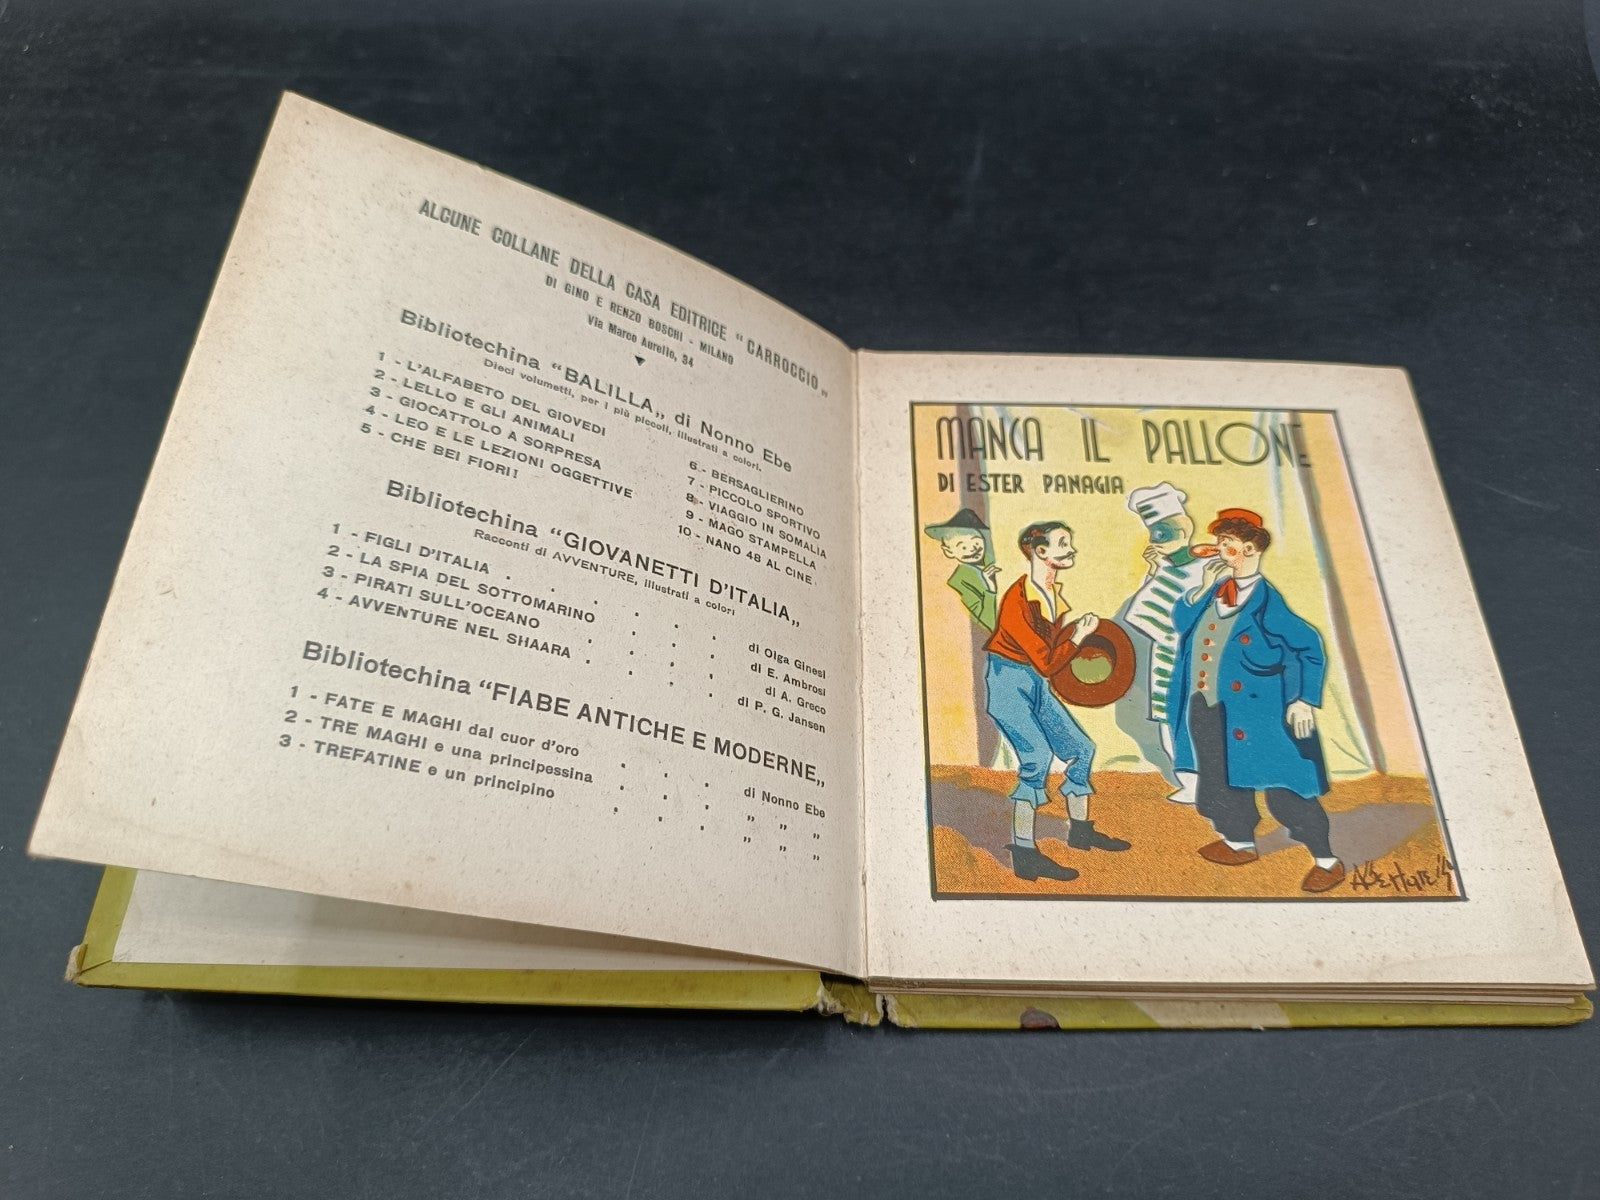 ALCUNE COLLANE DELLA CASA EDITRICE "CARROCCIO„
DI GINO E RENZO BOSCHI - MILANO
Via Marco Aurelio, 34
Bibliotechina "BALILLA„ di Nonno Ebe
Dieci volumetti, per i più piccoli, illustrati a colori.
1 - L'ALFABETO DEL GIOVEDI
2 - LELLO E GLI ANIMALI
3 - GIOCATTOLO A SORPRESA
4 - LEO E LE LEZIONI OGGETTIVE
5 - CHE BEI FIORI!
6 - BERSAGLIERINO
7 - PICCOLO SPORTIVO
8 - VIAGGIO IN SOMALIA
9 - MAGO STAMPELLA
10 - NANO 48 AL CINE
Bibliotechina "GIOVANETTI D'ITALIA„
Racconti di AVVENTURE, illustrati a colori
1 - FIGLI D'ITALIA . . . . . . di Olga Ginesi
2 - LA SPIA DEL SOTTOMARINO . . . di E. Ambrosi
3 - PIRATI SULL'OCEANO . . . . di A. Greco
4 - AVVENTURE NEL SHAARA . . . . di P. G. Jansen
Bibliotechina "FIABE ANTICHE E MODERNE„
1 - FATE E MAGHI dal cuor d'oro . . . di Nonno Ebe
2 - TRE MAGHI e una principessina . . . „ „ „
3 - TREFATINE e un principino . . . „ „ „
MANCA IL PALLONE
DI ESTER PANAGIA